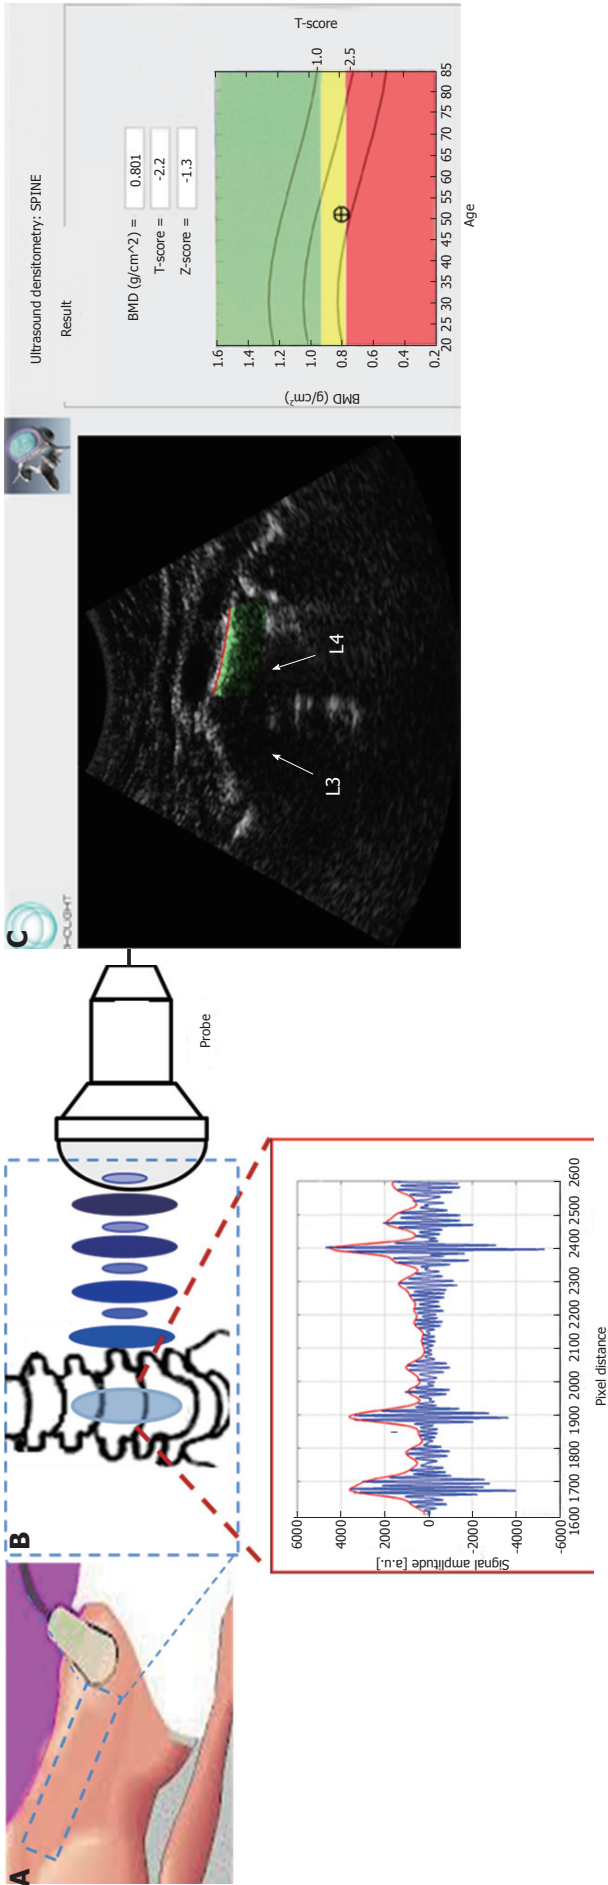 A
B
Probe
6000
4000
2000
0
-2000
-4000
-6000
Signal amplitude [a.u.]
1600 1700 1800 1900 2000 2100 2200 2300 2400 2500 2600
Pixel distance
C
Ultrasound densitometry: SPINE
Result
BMD (g/cm^2) = 0.801
T-score = -2.2
Z-score = -1.3
T-score
-1.0
-2.5
1.6
1.4
1.2
1.0
0.8
0.6
0.4
0.2
BMD (g/cm²)
20 25 30 35 40 45 50 55 60 65 70 75 80 85
Age
L3
L4